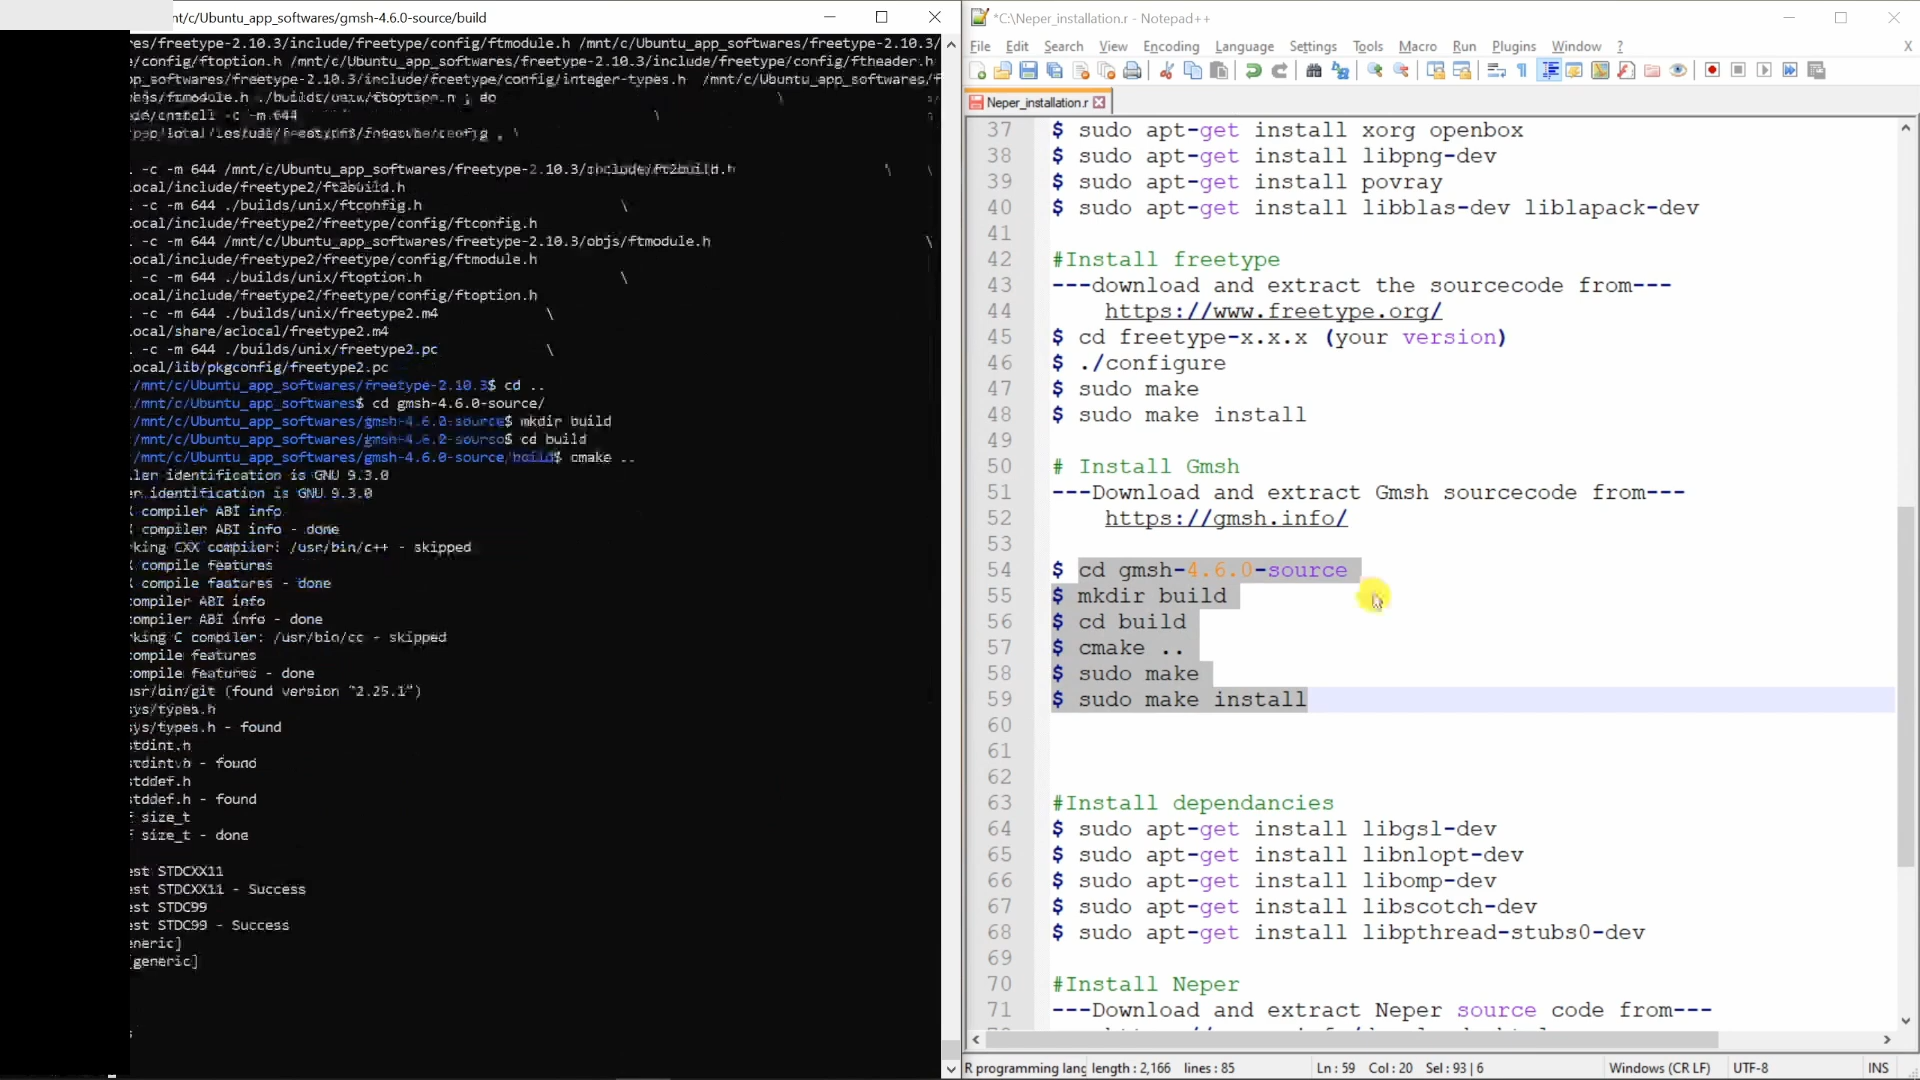 nt/c/Ubuntu_app_softwares/gmsh-4.6.0-source/build
es/freetype-2.10.3/include/freetype/config/ftmodule.h /mnt/c/Ubuntu_app_softwares/freetype-2.10.3/
/config/ftoption.h /mnt/c/Ubuntu_app_softwares/freetype-2.10.3/include/freetype/config/ftheader.h
p_softwares/freetype-2.10.3/include/freetype/config/integer-types.h /mnt/c/Ubuntu_app_softwares/f
-c -m 644 \
-c -m 644 /mnt/c/Ubuntu_app_softwares/freetype-2.10.3/include/ft2build.h \ \
ocal/include/freetype2/ft2build.h
-c -m 644 ./builds/unix/ftconfig.h \
ocal/include/freetype2/freetype/config/ftconfig.h
-c -m 644 /mnt/c/Ubuntu_app_softwares/freetype-2.10.3/objs/ftmodule.h \
ocal/include/freetype2/freetype/config/ftmodule.h
-c -m 644 ./builds/unix/ftoption.h \
ocal/include/freetype2/freetype/config/ftoption.h
-c -m 644 ./builds/unix/freetype2.m4 \
ocal/share/aclocal/freetype2.m4
-c -m 644 ./builds/unix/freetype2.pc \
ocal/lib/pkgconfig/freetype2.pc
/mnt/c/Ubuntu_app_softwares/freetype-2.10.3$ cd ..
/mnt/c/Ubuntu_app_softwares$ cd gmsh-4.6.0-source/
/mnt/c/Ubuntu_app_softwares/gmsh-4.6.0-source$ mkdir build
/mnt/c/Ubuntu_app_softwares/gmsh-4.6.0-source$ cd build
/mnt/c/Ubuntu_app_softwares/gmsh-4.6.0-source/build$ cmake ..
ler identification is GNU 9.3.0
r identification is GNU 9.3.0
compiler ABI info
compiler ABI info - done
king CXX compiler: /usr/bin/c++ - skipped
compile features
compile features - done
ompiler ABI info
ompiler ABI info - done
king C compiler: /usr/bin/cc - skipped
ompile features
ompile features - done
usr/bin/git (found version "2.25.1")
ys/types.h
ys/types.h - found
tdint.h
tdint.h - found
tddef.h
tddef.h - found
size_t
size_t - done
est STDCXX11
est STDCXX11 - Success
est STDC99
est STDC99 - Success
eneric]
[generic]
*C:\Neper_installation.r - Notepad++
File Edit Search View Encoding Language Settings Tools Macro Run Plugins Window ? X
Neper_installation.r
37 $ sudo apt-get install xorg openbox
38 $ sudo apt-get install libpng-dev
39 $ sudo apt-get install povray
40 $ sudo apt-get install libblas-dev liblapack-dev
41
42 #Install freetype
43 ---download and extract the sourcecode from---
44 https://www.freetype.org/
45 $ cd freetype-x.x.x (your version)
46 $ ./configure
47 $ sudo make
48 $ sudo make install
49
50 # Install Gmsh
51 ---Download and extract Gmsh sourcecode from---
52 https://gmsh.info/
53
54 $ cd gmsh-4.6.0-source
55 $ mkdir build
56 $ cd build
57 $ cmake ..
58 $ sudo make
59 $ sudo make install
60
61
62
63 #Install dependancies
64 $ sudo apt-get install libgsl-dev
65 $ sudo apt-get install libnlopt-dev
66 $ sudo apt-get install libomp-dev
67 $ sudo apt-get install libscotch-dev
68 $ sudo apt-get install libpthread-stubs0-dev
69
70 #Install Neper
71 ---Download and extract Neper source code from---
R programming lang length : 2,166 lines : 85 Ln : 59 Col : 20 Sel : 93 | 6 Windows (CR LF) UTF-8 INS